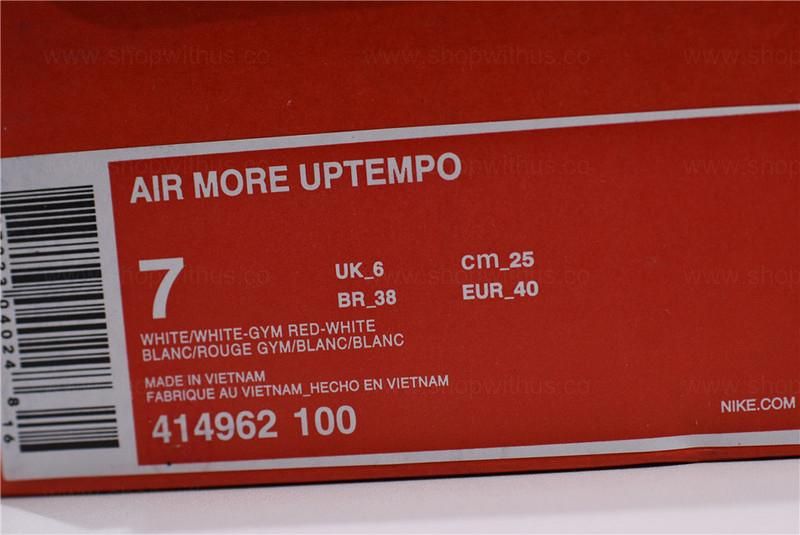 www.shopwithus.co
AIR MORE UPTEMPO
7
UK_6
cm_25
BR_38
EUR_40
WHITE/WHITE-GYM RED-WHITE
BLANC/ROUGE GYM/BLANC/BLANC
MADE IN VIETNAM
FABRIQUE AU VIETNAM_HECHO EN VIETNAM
414962 100
NIKE.COM